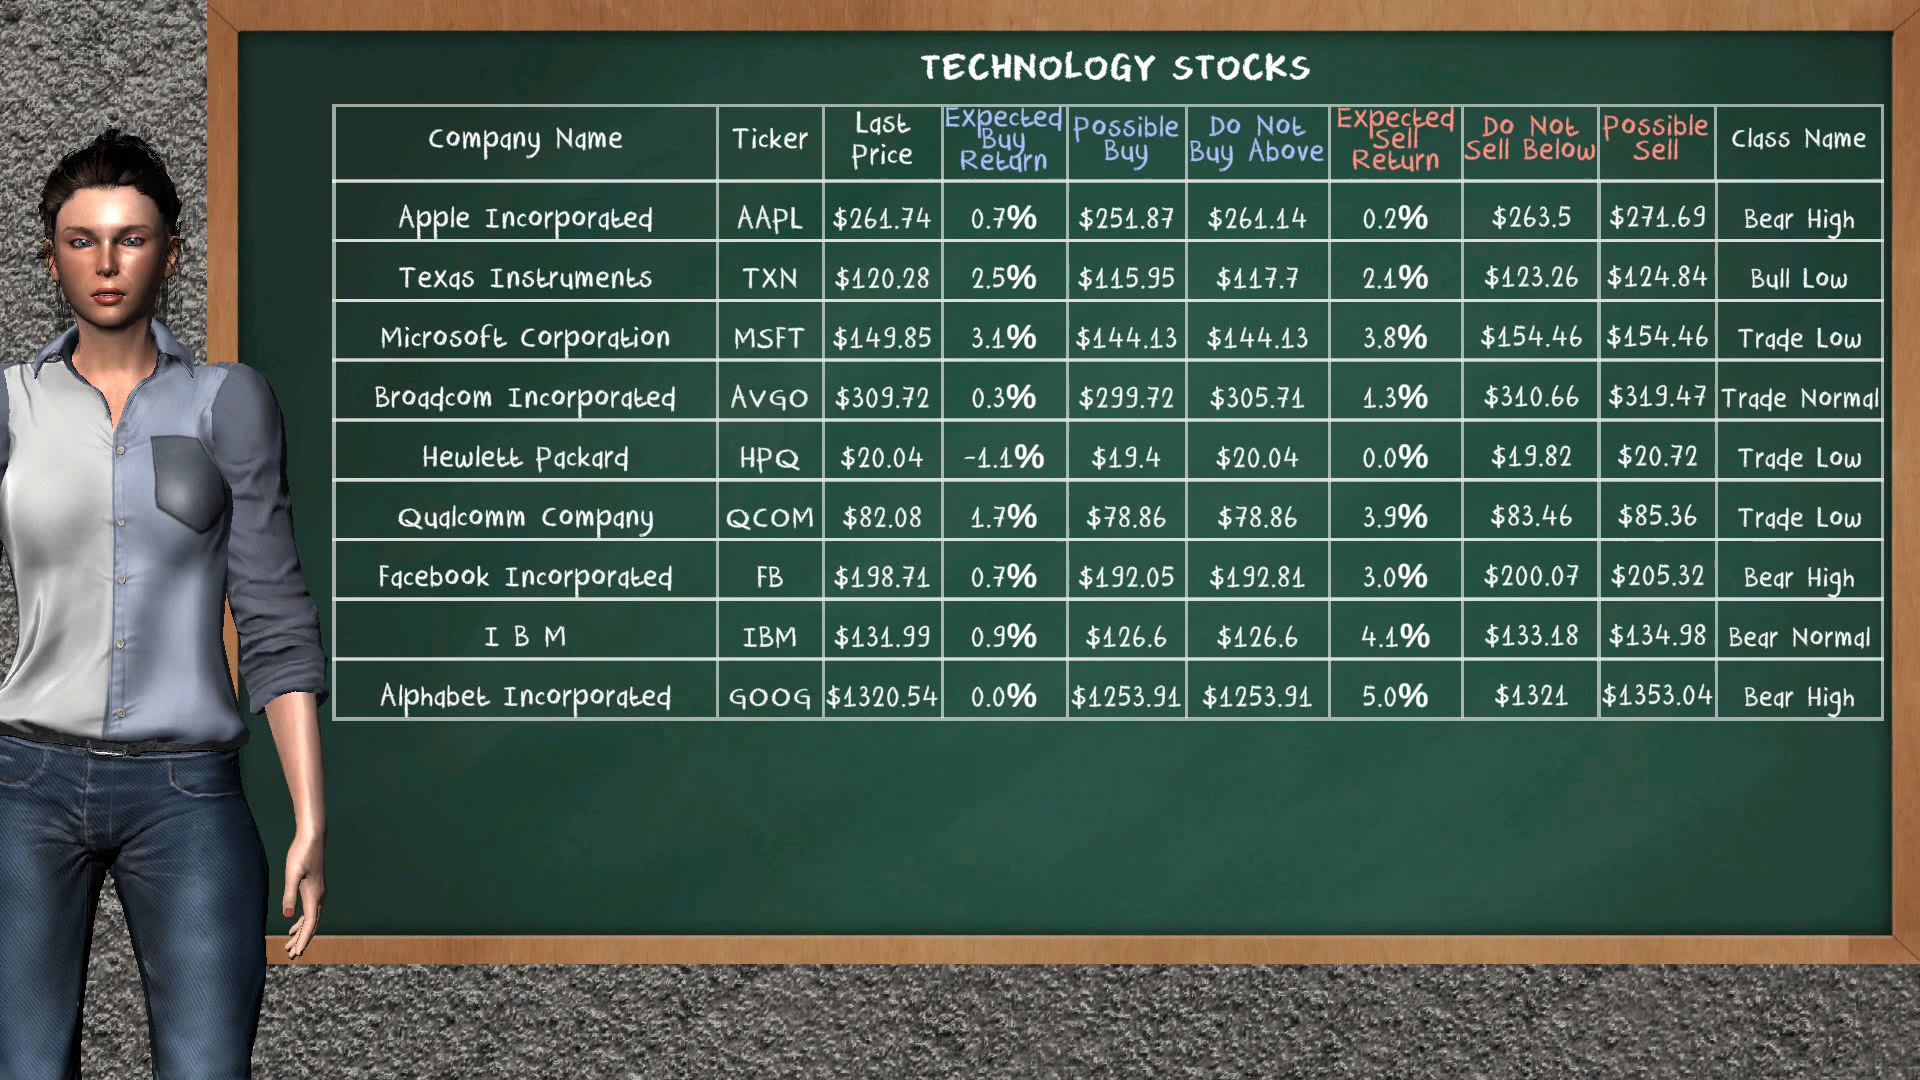 TECHNOLOGY STOCKS
Company Name Ticker Last Price Expected Buy Return Possible Buy Do Not Buy Above Expected Sell Return Do Not Sell Below Possible Sell Class Name
Apple Incorporated AAPL $261.74 0.7% $251.87 $261.14 0.2% $263.5 $271.69 Bear High
Texas Instruments TXN $120.28 2.5% $115.95 $117.7 2.1% $123.26 $124.84 Bull Low
Microsoft Corporation MSFT $149.85 3.1% $144.13 $144.13 3.8% $154.46 $154.46 Trade Low
Broadcom Incorporated AVGO $309.72 0.3% $299.72 $305.71 1.3% $310.66 $319.47 Trade Normal
Hewlett Packard HPQ $20.04 -1.1% $19.4 $20.04 0.0% $19.82 $20.72 Trade Low
Qualcomm Company QCOM $82.08 1.7% $78.86 $78.86 3.9% $83.46 $85.36 Trade Low
Facebook Incorporated FB $198.71 0.7% $192.05 $192.81 3.0% $200.07 $205.32 Bear High
I B M IBM $131.99 0.9% $126.6 $126.6 4.1% $133.18 $134.98 Bear Normal
Alphabet Incorporated GOOG $1320.54 0.0% $1253.91 $1253.91 5.0% $1321 $1353.04 Bear High